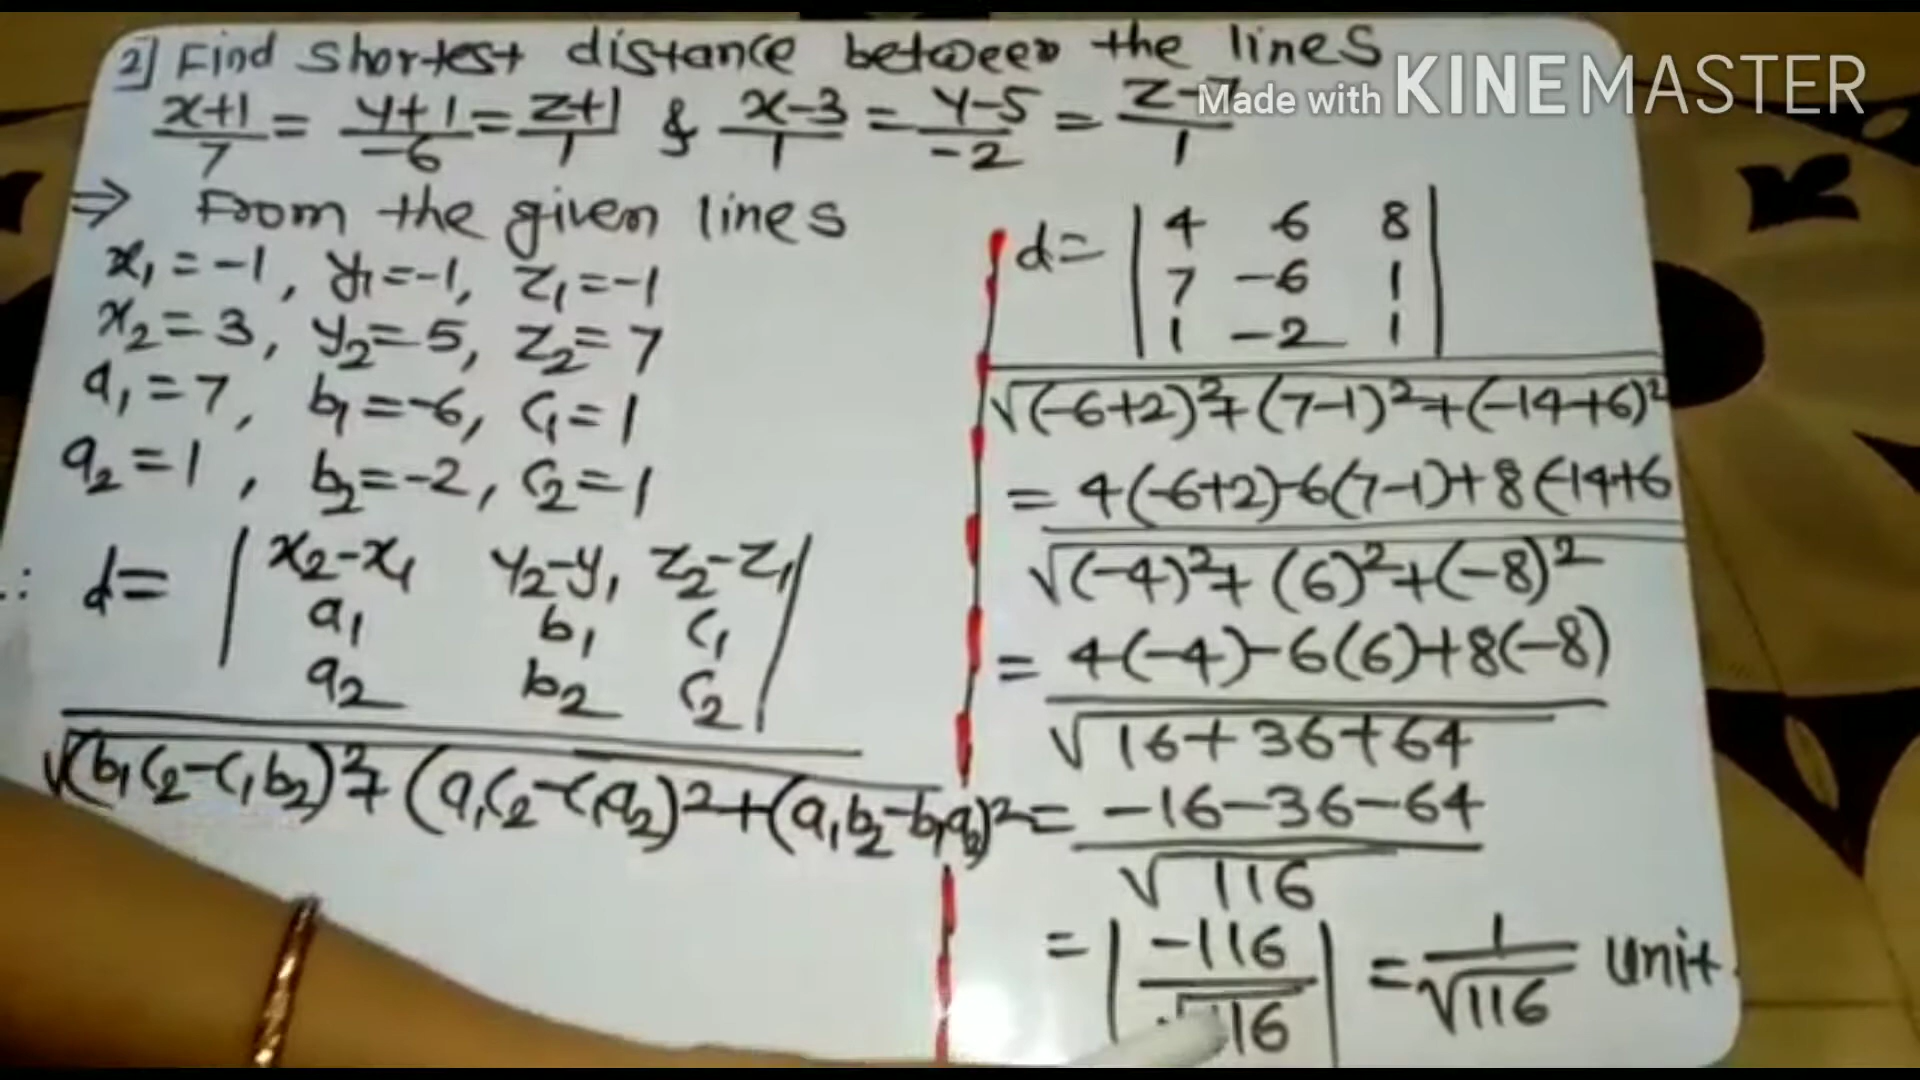 2] Find shortest distance between the lines
Made with KINEMASTER
x+1/7 = y+1/-6 = z+1/1 & x-3/1 = y-5/-2 = z-7/1
⇒ From the given lines
x₁ = -1, y₁ = -1, z₁ = -1
x₂ = 3, y₂ = 5, z₂ = 7
a₁ = 7, b₁ = -6, c₁ = 1
a₂ = 1, b₂ = -2, c₂ = 1
∴ d = | x₂-x₁ y₂-y₁ z₂-z₁ |
a₁ b₁ c₁
a₂ b₂ c₂
√(b₁c₂-c₁b₂)²+(a₁c₂-c₁a₂)²+(a₁b₂-b₁a₂)²
d = | 4 6 8 |
7 -6 1
1 -2 1
√(-6+2)²+(7-1)²+(-14+6)²
= 4(-6+2)-6(7-1)+8(-14+6
√(-4)²+(6)²+(-8)²
= 4(-4)-6(6)+8(-8)
√16+36+64
= -16-36-64
√116
= | -116/√116 | = 1/√116 unit.